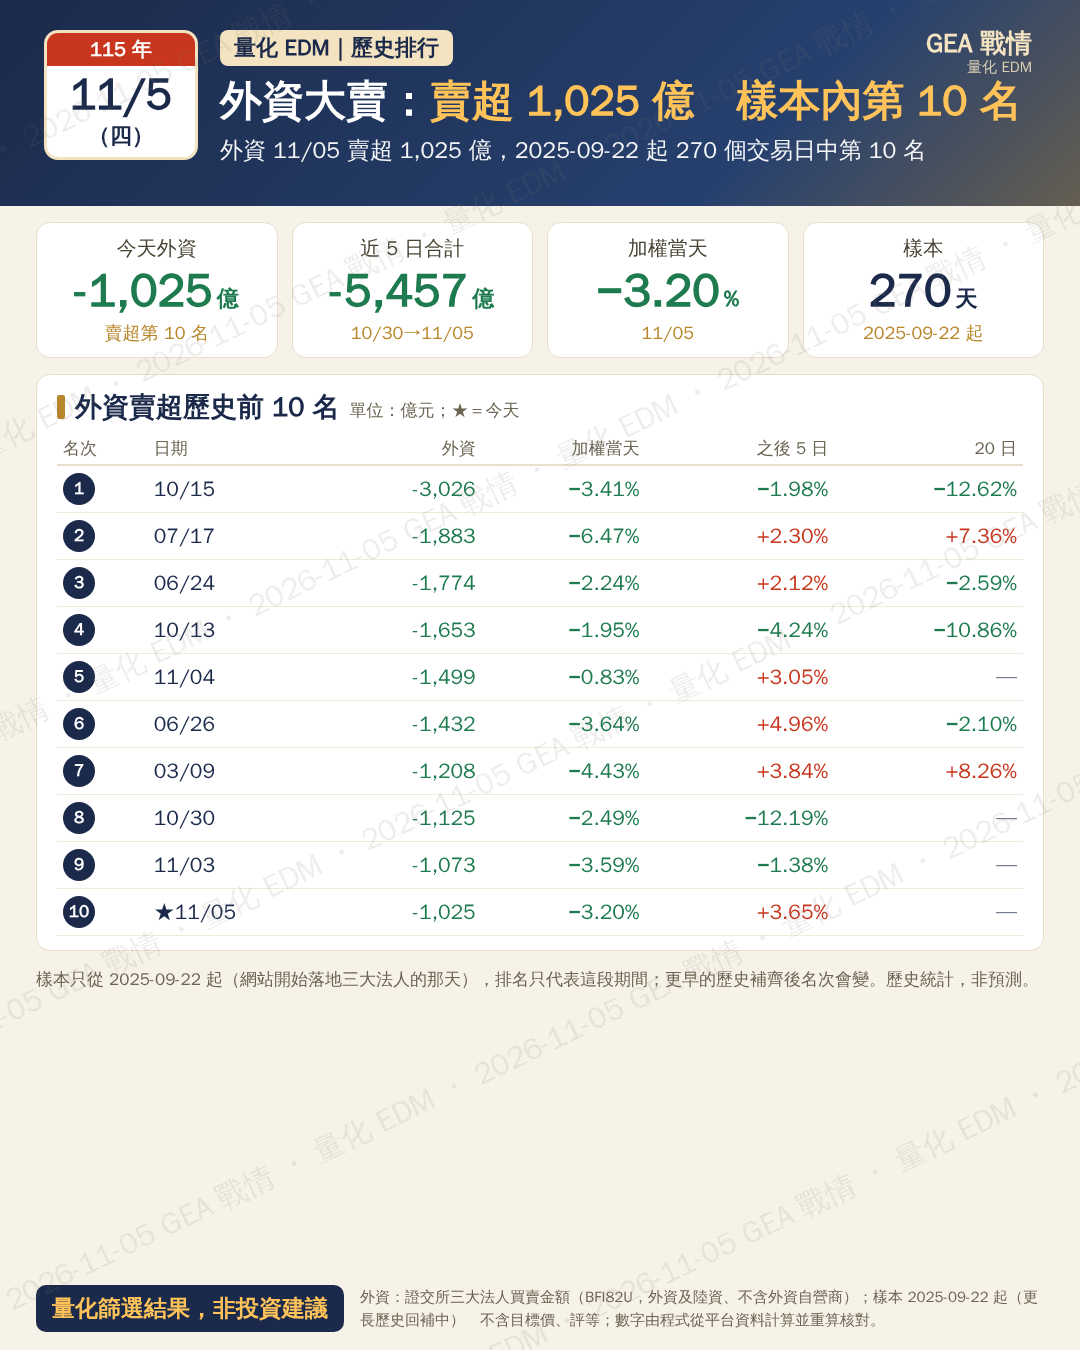 115 年
11/5
（四）
量化 EDM｜歷史排行
外資大賣：賣超 1,025 億　樣本內第 10 名
外資 11/05 賣超 1,025 億，2025-09-22 起 270 個交易日中第 10 名
GEA 戰情
量化 EDM
今天外資
-1,025 億
賣超第 10 名
近 5 日合計
-5,457 億
10/30→11/05
加權當天
−3.20 %
11/05
樣本
270 天
2025-09-22 起
外資賣超歷史前 10 名 單位：億元；★＝今天
名次 日期 外資 加權當天 之後 5 日 20 日
1 10/15 -3,026 −3.41% −1.98% −12.62%
2 07/17 -1,883 −6.47% +2.30% +7.36%
3 06/24 -1,774 −2.24% +2.12% −2.59%
4 10/13 -1,653 −1.95% −4.24% −10.86%
5 11/04 -1,499 −0.83% +3.05% —
6 06/26 -1,432 −3.64% +4.96% −2.10%
7 03/09 -1,208 −4.43% +3.84% +8.26%
8 10/30 -1,125 −2.49% −12.19% —
9 11/03 -1,073 −3.59% −1.38% —
10 ★11/05 -1,025 −3.20% +3.65% —
樣本只從 2025-09-22 起（網站開始落地三大法人的那天），排名只代表這段期間；更早的歷史補齊後名次會變。歷史統計，非預測。
量化篩選結果，非投資建議
外資：證交所三大法人買賣金額（BFI82U，外資及陸資、不含外資自營商）；樣本 2025-09-22 起（更
長歷史回補中）　不含目標價、評等；數字由程式從平台資料計算並重算核對。
2026-11-05 GEA 戰情 · 量化 EDM